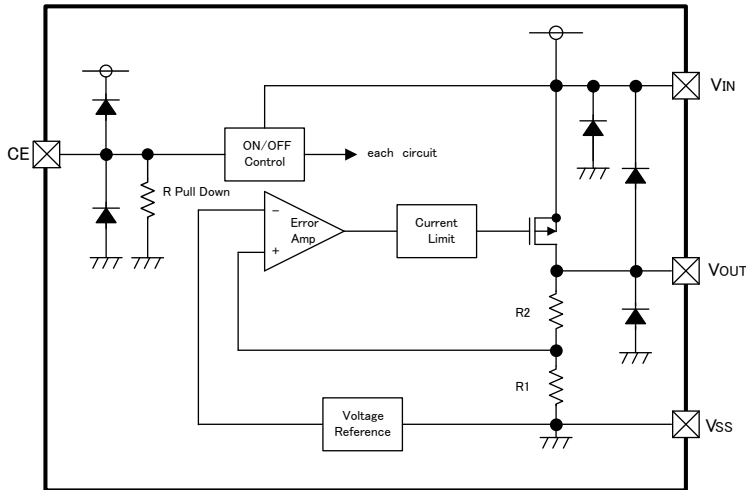 VIN
CE
ON/OFF
Control
each circuit
R Pull Down
−
Error
Amp
+
Current
Limit
VOUT
R2
R1
Voltage
Reference
VSS